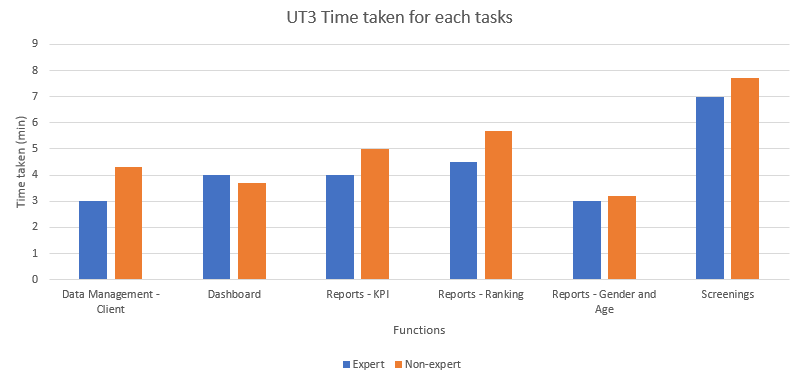 UT3 Time taken for each tasks
9
8
7
6
5
4
3
2
1
0
Time taken (min)
Data Management -
Client
Dashboard
Reports - KPI
Reports - Ranking
Reports - Gender and
Age
Screenings
Functions
Expert
Non-expert